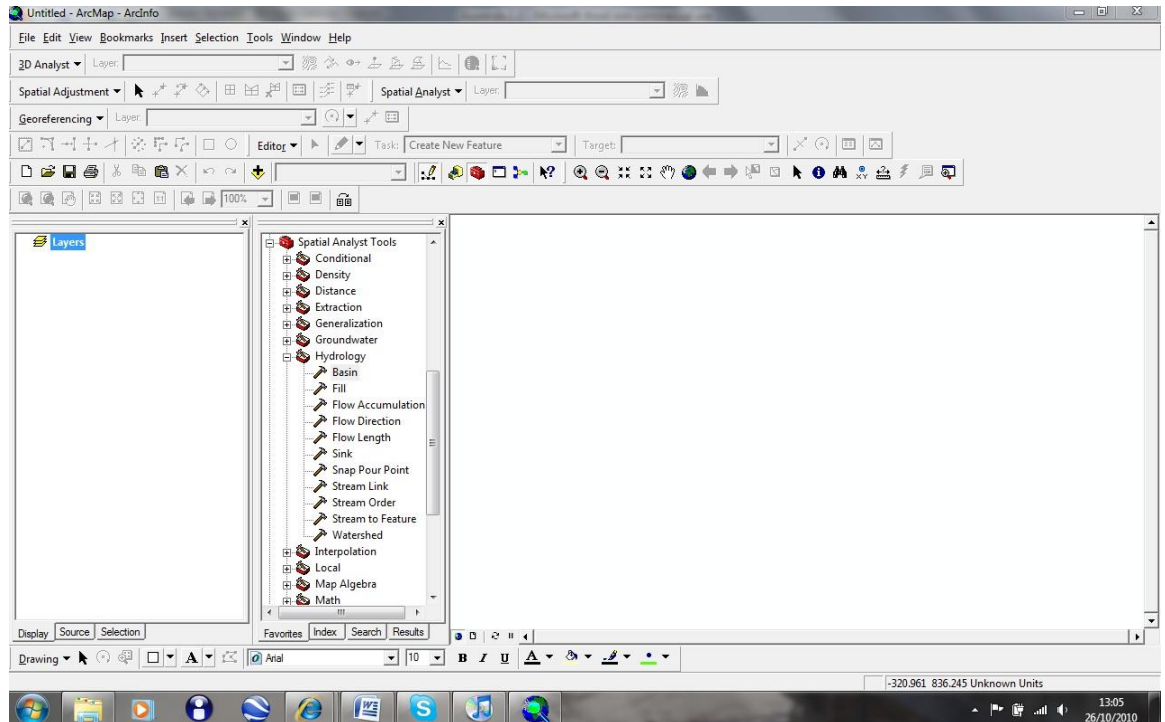 Untitled - ArcMap - ArcInfo
File Edit View Bookmarks Insert Selection Tools Window Help
3D Analyst Layer:
Spatial Adjustment Spatial Analyst Layer:
Georeferencing Layer:
Editor Task: Create New Feature Target:
100%
Layers
Spatial Analyst Tools
Conditional
Density
Distance
Extraction
Generalization
Groundwater
Hydrology
Basin
Fill
Flow Accumulation
Flow Direction
Flow Length
Sink
Snap Pour Point
Stream Link
Stream Order
Stream to Feature
Watershed
Interpolation
Local
Map Algebra
Math
Display Source Selection Favorites Index Search Results
Drawing A Arial 10 B I U A
-320.961 836.245 Unknown Units
13:05
26/10/2010